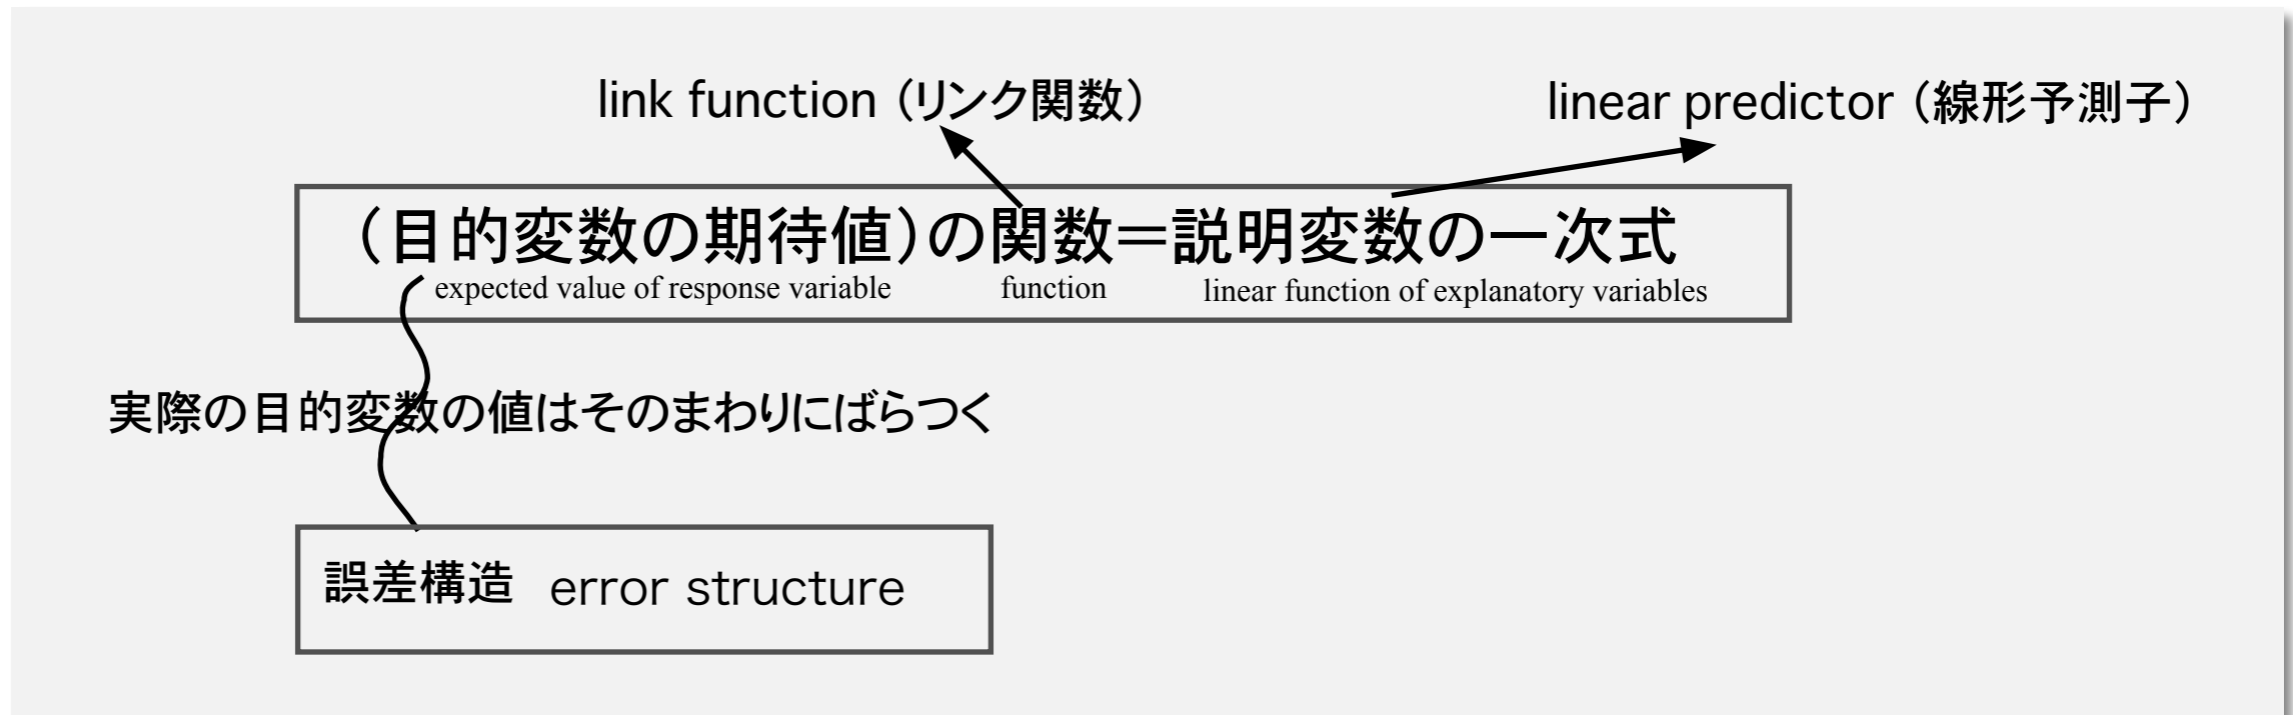 link function（リンク関数）
linear predictor（線形予測子）
（目的変数の期待値）の関数＝説明変数の一次式
expected value of response variable function linear function of explanatory variables
実際の目的変数の値はそのまわりにばらつく
誤差構造 error structure